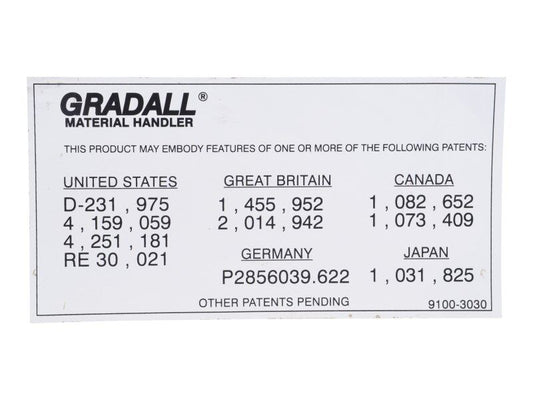 GRADALL®
MATERIAL HANDLER
THIS PRODUCT MAY EMBODY FEATURES OF ONE OR MORE OF THE FOLLOWING PATENTS:
UNITED STATES
D-231 , 975
4 , 159 , 059
4 , 251 , 181
RE 30 , 021
GREAT BRITAIN
1 , 455 , 952
2 , 014 , 942
GERMANY
P2856039.622
CANADA
1 , 082 , 652
1 , 073 , 409
JAPAN
1 , 031 , 825
OTHER PATENTS PENDING
9100-3030